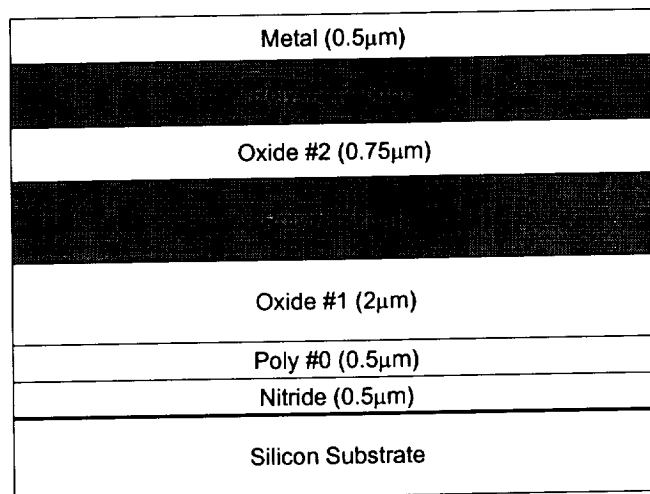 Metal (0.5μm)
Oxide #2 (0.75μm)
Oxide #1 (2μm)
Poly #0 (0.5μm)
Nitride (0.5μm)
Silicon Substrate